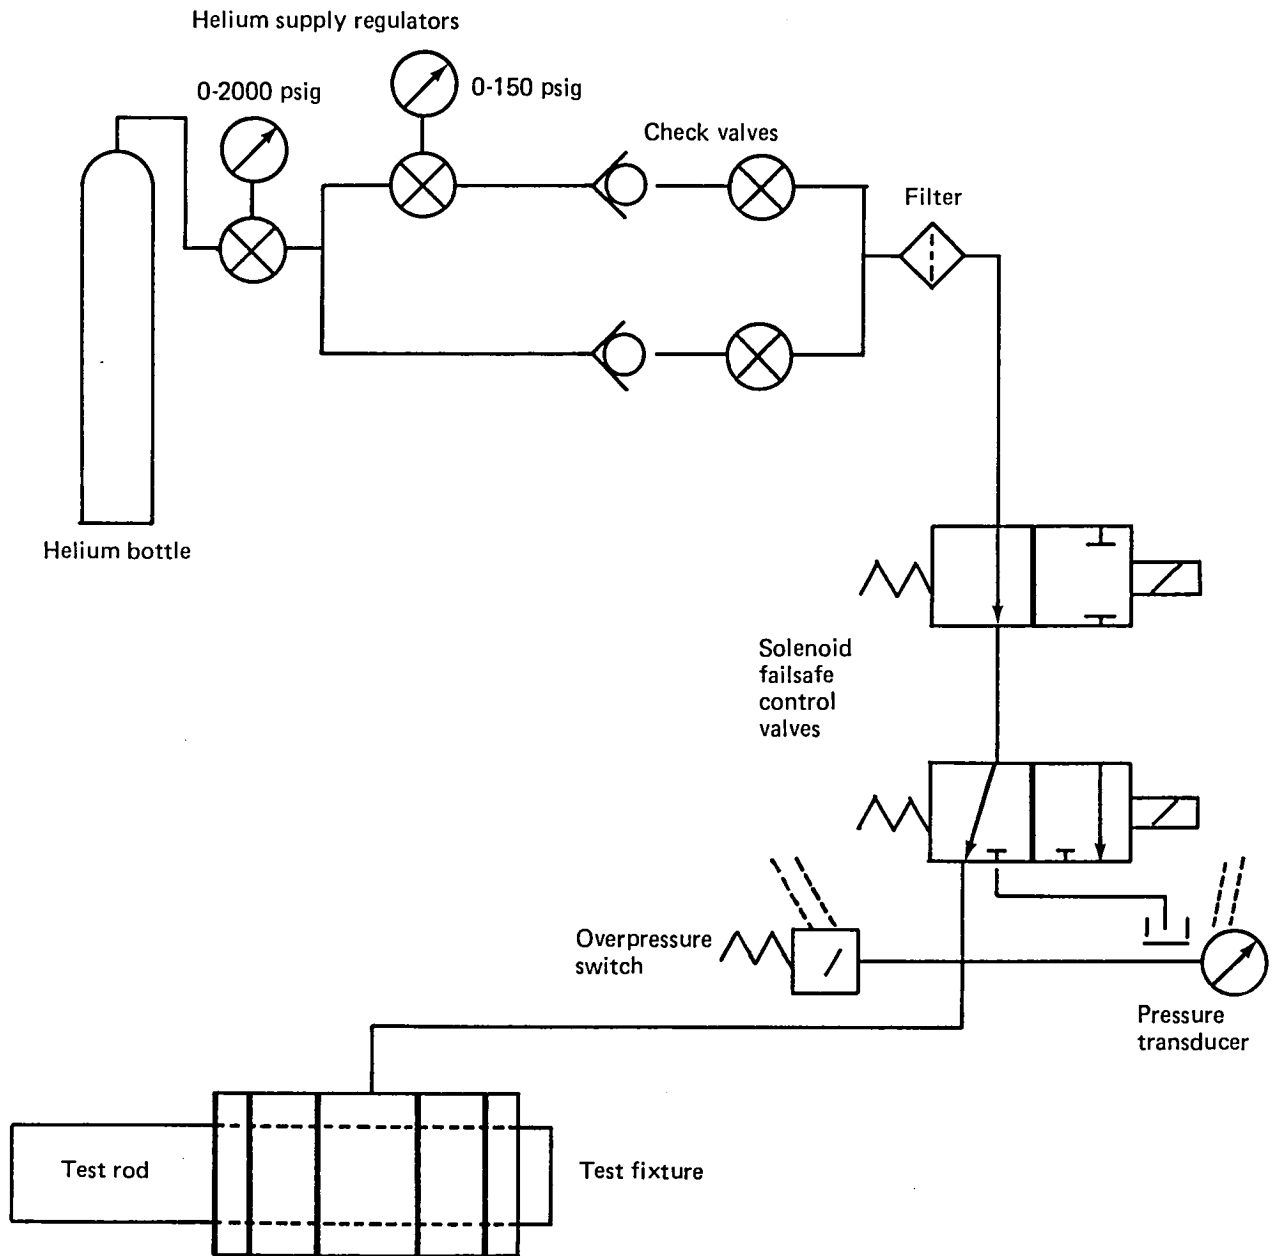 Helium supply regulators
0-2000 psig
0-150 psig
Check valves
Filter
Helium bottle
Solenoid
failsafe
control
valves
Overpressure
switch
Pressure
transducer
Test rod
Test fixture